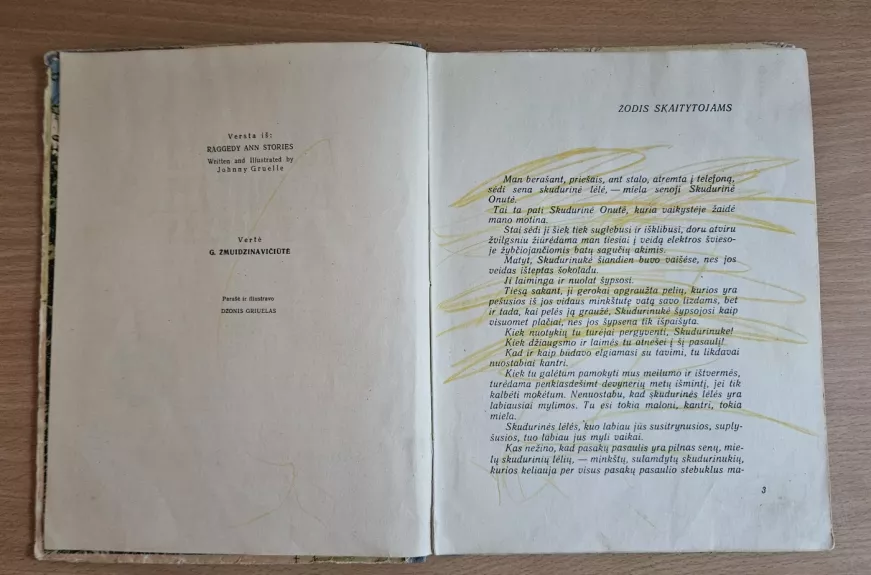 Versta iš:
RAGGEDY ANN STORIES
Written and Illustrated by
Johnny Gruelle
Vertė
G. ŽMUIDZINAVIČIŪTĖ
Parašė ir iliustravo
DŽONIS GRIUELAS
ŽODIS SKAITYTOJAMS
Man berašant, priešais, ant stalo, atremta į telefoną,
sėdi sena skudurinė lėlė, — miela senoji Skudurinė
Onutė.
Tai ta pati Skudurinė Onutė, kuria vaikystėje žaidė
mano motina.
Štai sėdi ji šiek tiek suglebusi ir išklibusi, doru atviru
žvilgsniu žiūrėdama man tiesiai į veidą elektros švieso-
je žybčiojančiomis batų sagučių akimis.
Matyt, Skudurinukė šiandien buvo vaišėse, nes jos
veidas išteptas šokoladu.
Ji laiminga ir nuolat šypsosi.
Tiesą sakant, ji gerokai apgraužta pelių, kurios yra
pešusios iš jos vidaus minkštutę vatą savo lizdams, bet
ir tada, kai pelės ją graužė, Skudurinukė šypsojosi kaip
visuomet plačiai, nes jos šypsena tik išpaišyta.
Kiek nuotykių tu turėjai pergyventi, Skudurinuke!
Kiek džiaugsmo ir laimės tu atnešei į šį pasaulį!
Kad ir kaip būdavo elgiamasi su tavimi, tu likdavai
nuostabiai kantri.
Kiek tu galėtum pamokyti mus meilumo ir ištvermės,
turėdama penkiasdešimt devynerių metų išmintį, jei tik
kalbėti mokėtum. Nenuostabu, kad skudurinės lėlės yra
labiausiai mylimos. Tu esi tokia maloni, kantri, tokia
miela.
Skudurinės lėlės, kuo labiau jūs susitrynusios, suply-
šusios, tuo labiau jus myli vaikai.
Kas nežino, kad pasakų pasaulis yra pilnas senų, mie-
lų skudurinių lėlių, — minkštų, sulamdytų skudurinukių,
kurios keliauja per visus pasakų pasaulio stebuklus ma-
3